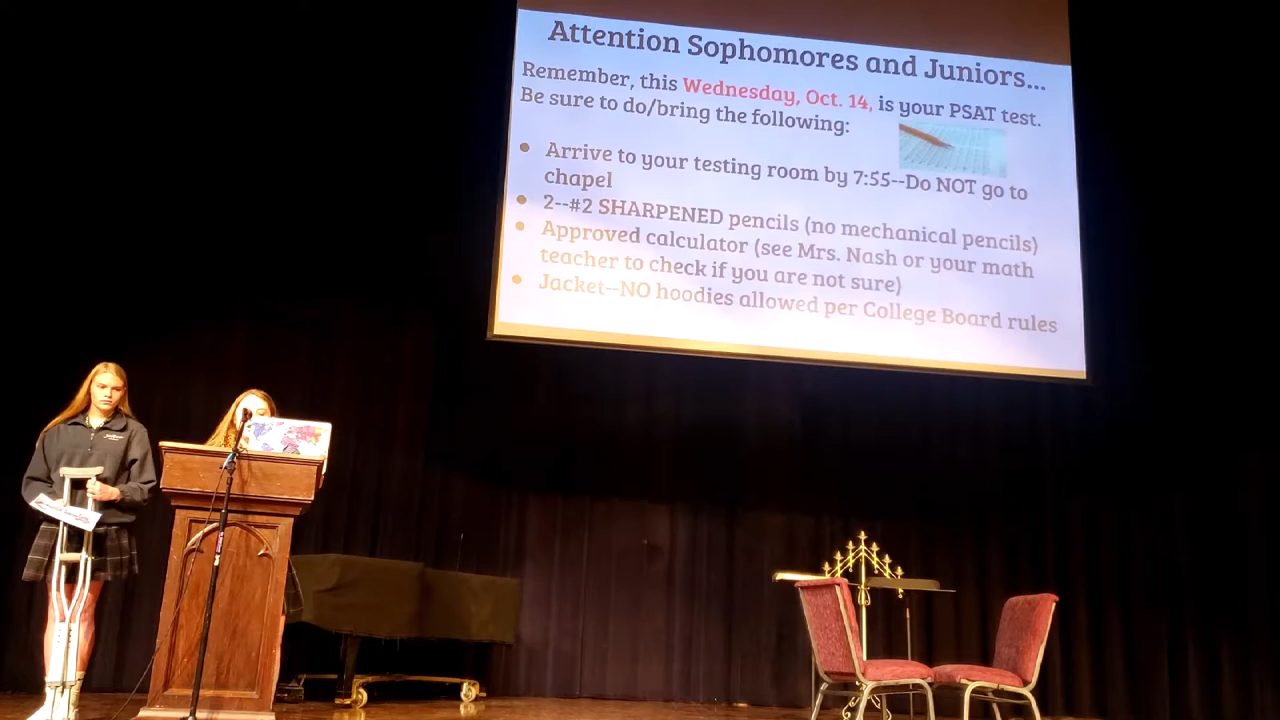 Attention Sophomores and Juniors...
Remember, this Wednesday, Oct. 14, is your PSAT test.
Be sure to do/bring the following:
● Arrive to your testing room by 7:55--Do NOT go to
chapel
● 2--#2 SHARPENED pencils (no mechanical pencils)
● Approved calculator (see Mrs. Nash or your math
teacher to check if you are not sure)
● Jacket--NO hoodies allowed per College Board rules